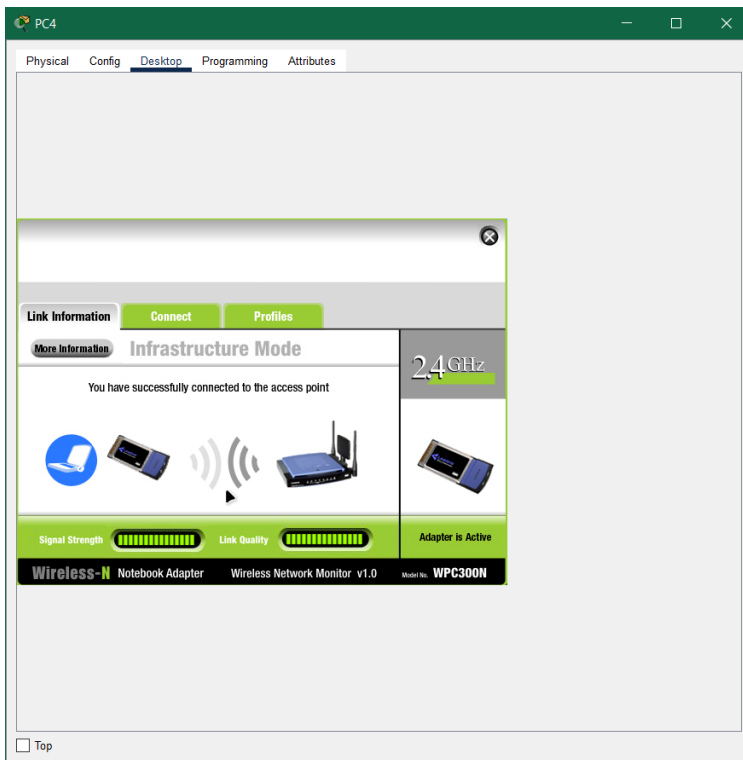 PC4
Physical Config Desktop Programming Attributes
Link Information Connect Profiles
More Information Infrastructure Mode
2.4GHz
You have successfully connected to the access point
Signal Strength Link Quality Adapter is Active
Wireless-N Notebook Adapter Wireless Network Monitor v1.0 Model No. WPC300N
Top